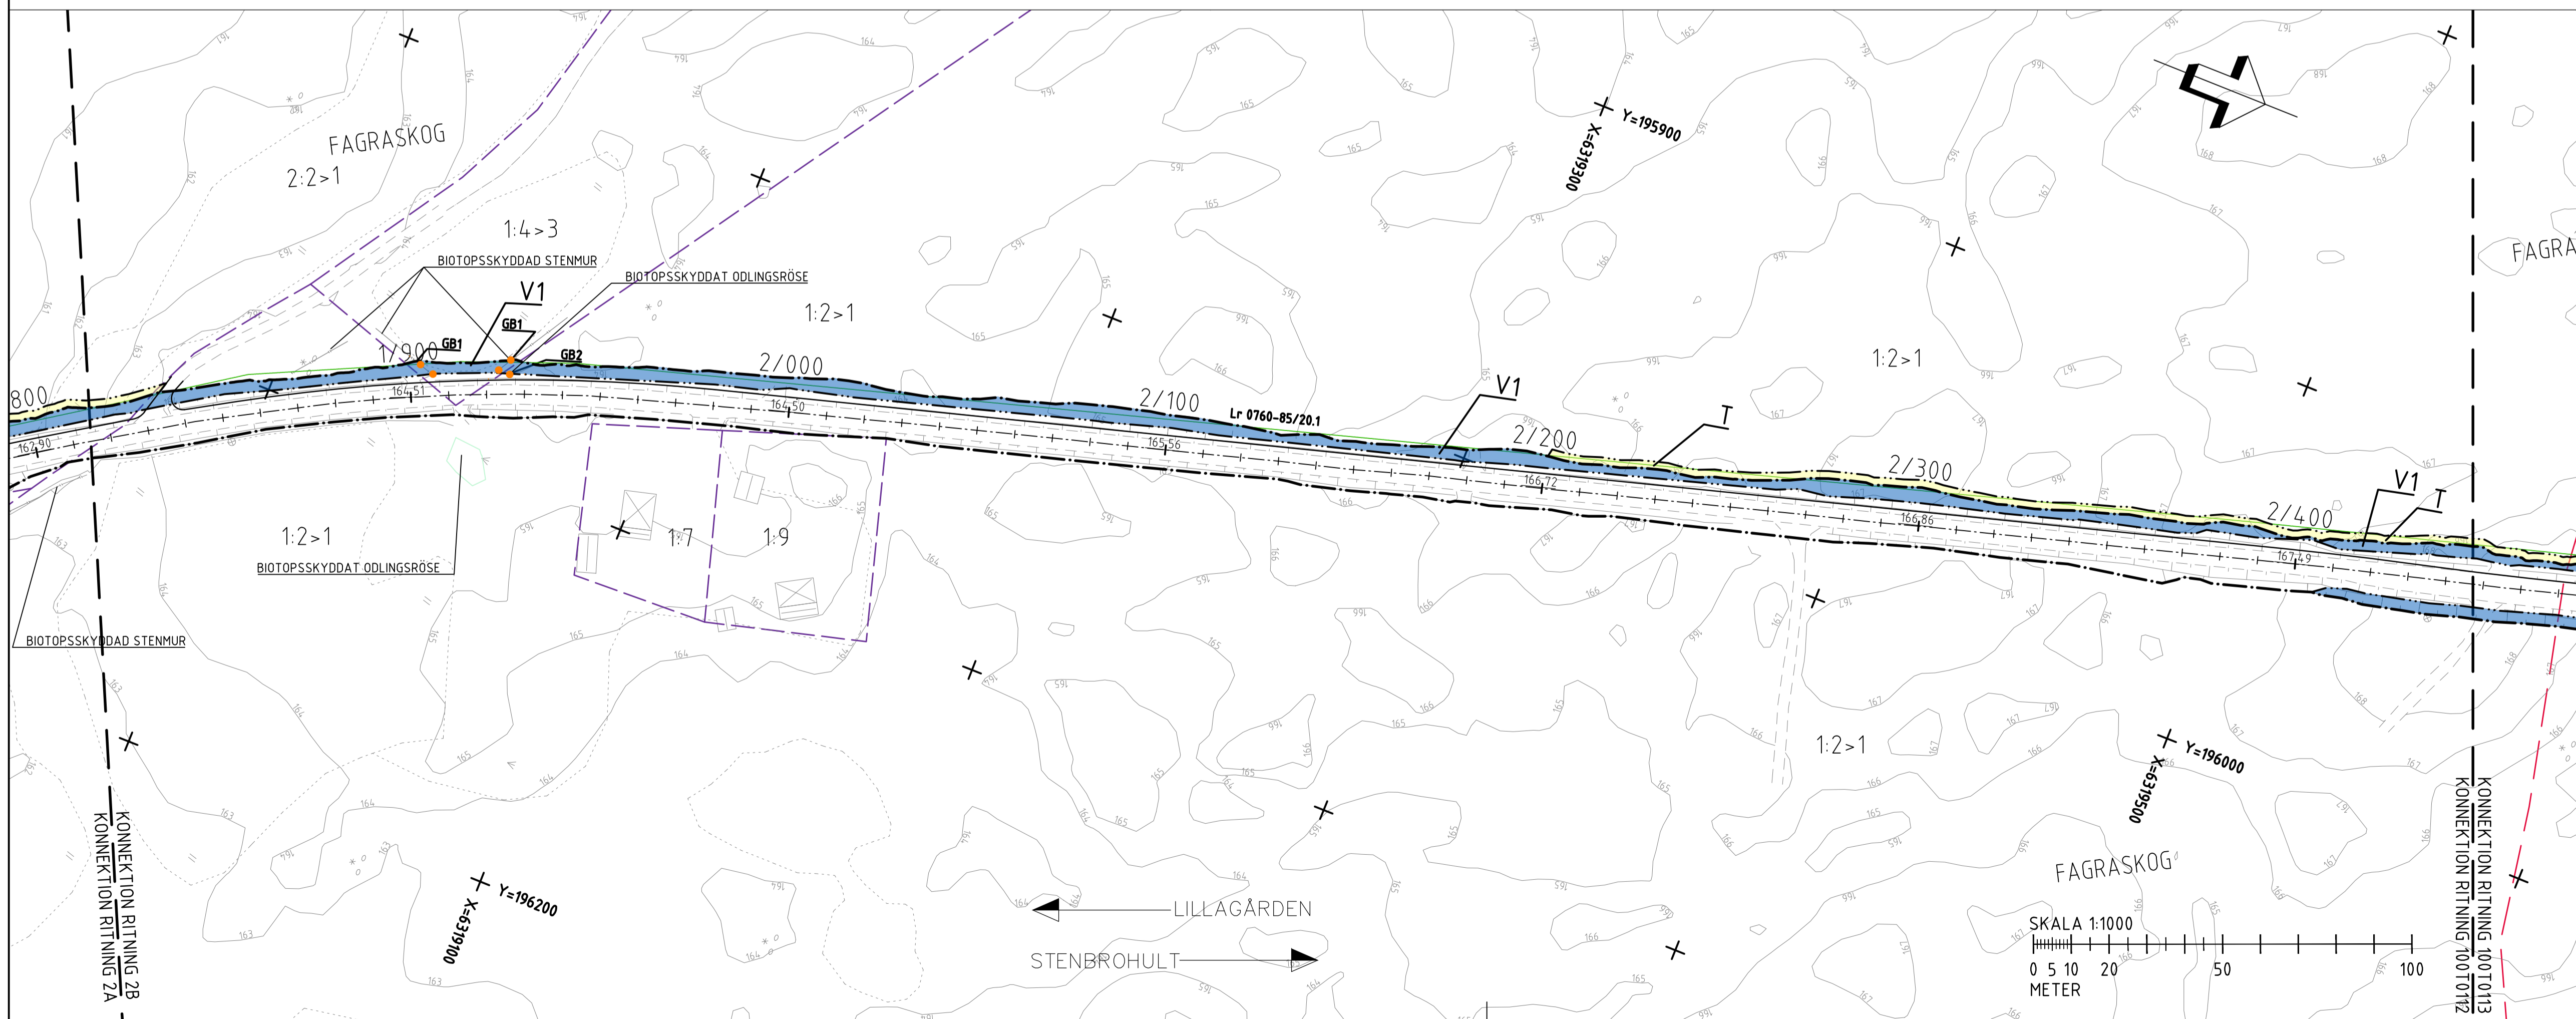 FAGRASKOG
2:2>1
1:4>3
BIOTOPSSKYDDAD STENMUR
BIOTOPSSKYDDAT ODLINGSRÖSE
V1
GB1
GB1
GB2
1:2>1
X=6319300
Y=195900
1:2>1
FAGRA
800
1/900
2/000
2/100
Lr 0760-85/20.1
V1
2/200
T
2/300
2/400
V1
T
162.90
164.51
164.50
165.56
166.72
166.86
167.49
1:2>1
1:7
1:9
BIOTOPSSKYDDAT ODLINGSRÖSE
BIOTOPSSKYDDAD STENMUR
1:2>1
X=6319500
Y=196000
KONNEKTION RITNING 2A
KONNEKTION RITNING 2B
X=6319100
Y=196200
LILLAGÅRDEN
STENBROHULT
FAGRASKOG
SKALA 1:1000
0 5 10 20 50 100
METER
KONNEKTION RITNING 100T0112
KONNEKTION RITNING 100T0113